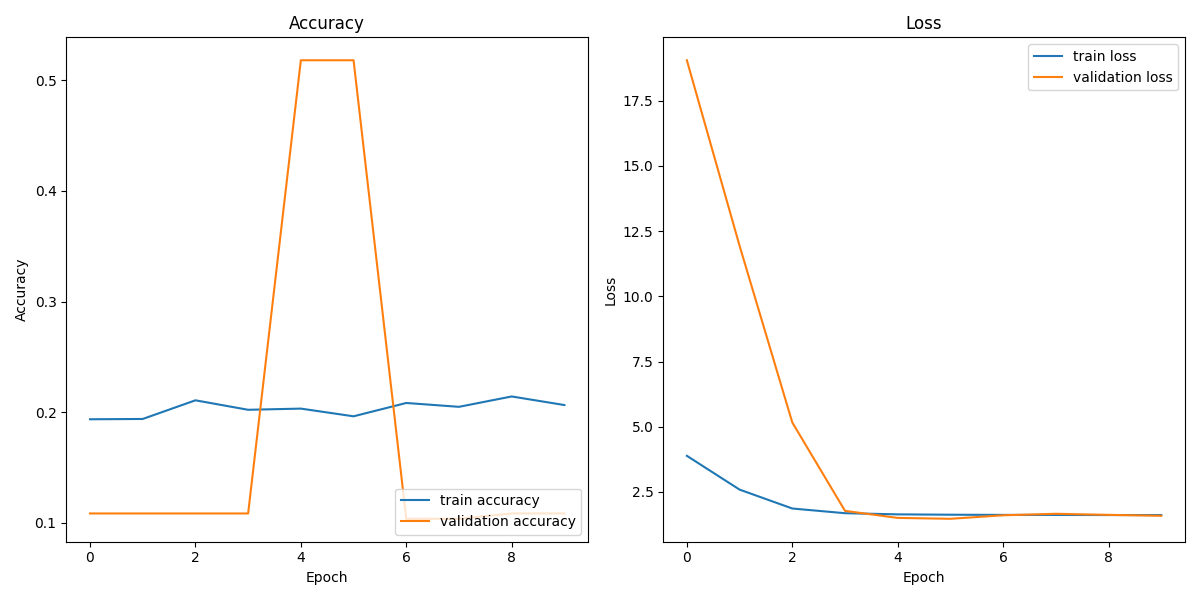 Accuracy
Accuracy
0.5
0.4
0.3
0.2
0.1
0 2 4 6 8
Epoch
train accuracy
validation accuracy
Loss
Loss
17.5
15.0
12.5
10.0
7.5
5.0
2.5
0 2 4 6 8
Epoch
train loss
validation loss